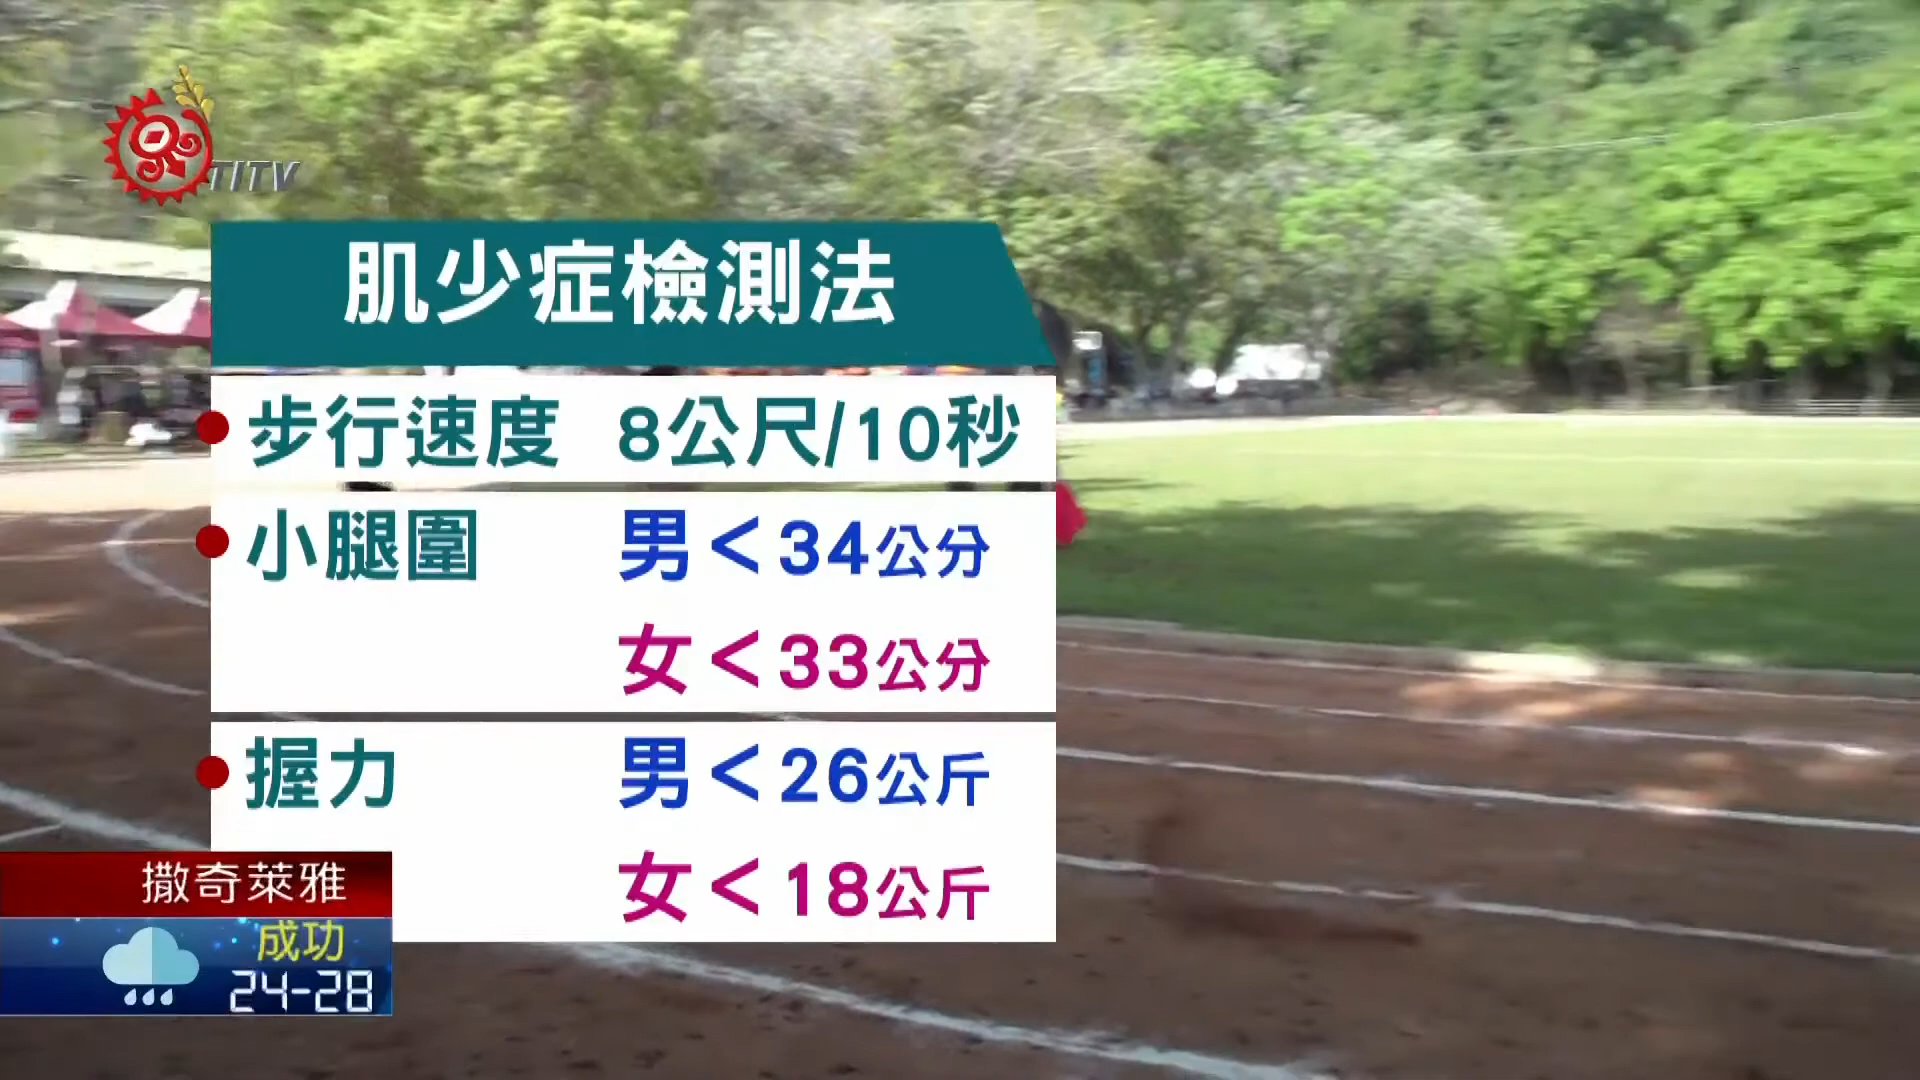 TITV
肌少症檢測法
步行速度 8公尺/10秒
小腿圍 男<34公分
女<33公分
握力 男<26公斤
女<18公斤
撒奇萊雅
成功
24-28